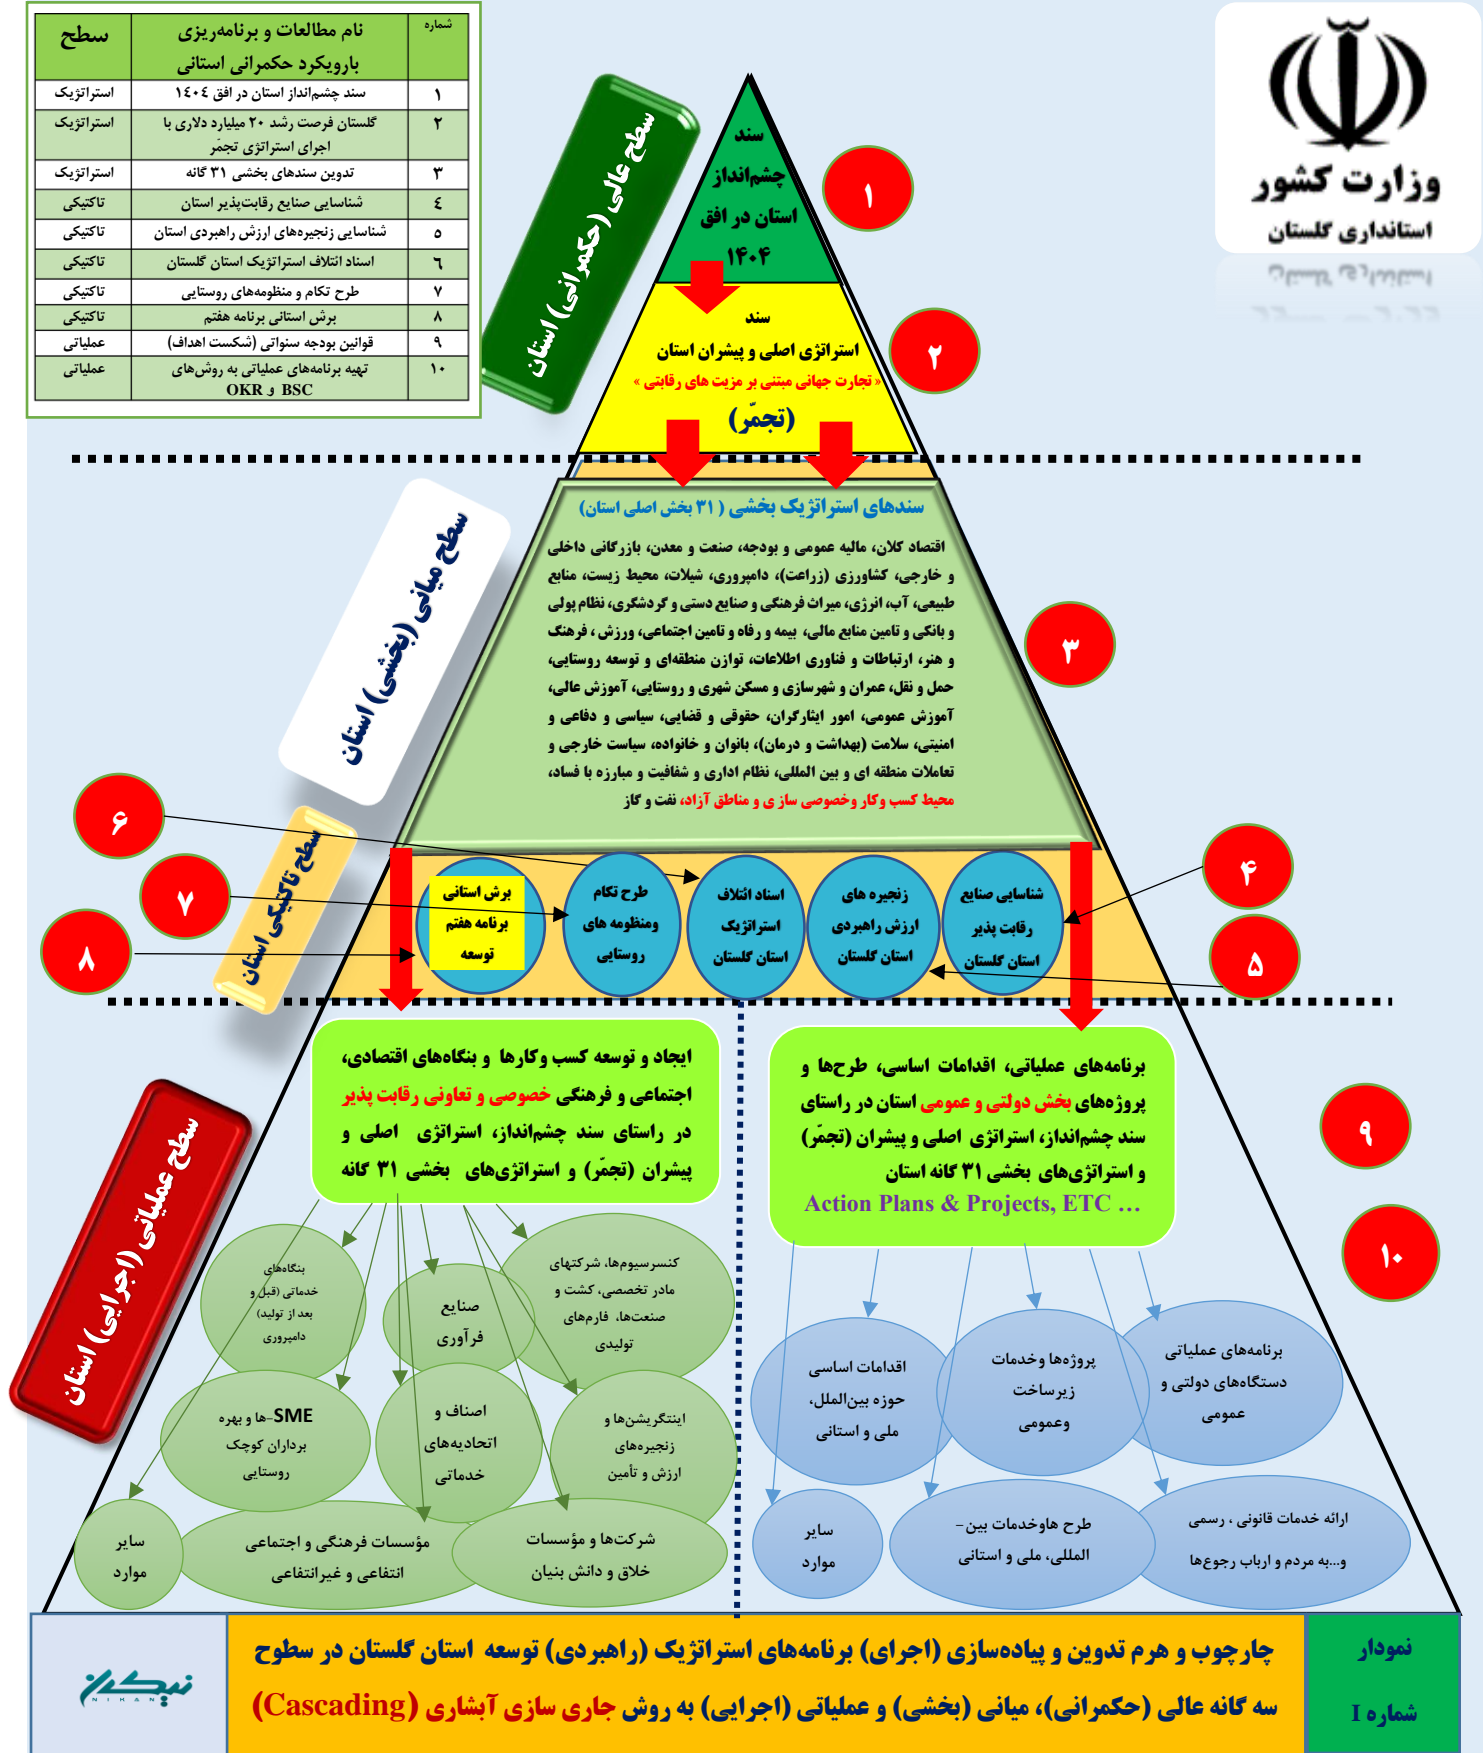 شماره
نام مطالعات و برنامه‌ریزی
بارویکرد حکمرانی استانی
سطح
۱
سند چشم‌انداز استان در افق ۱۴۰۴
استراتژیک
۲
گلستان فرصت رشد ۲۰ میلیارد دلاری با
اجرای استراتژی تجمّر
استراتژیک
۳
تدوین سندهای بخشی ۳۱ گانه
استراتژیک
۴
شناسایی صنایع رقابت‌پذیر استان
تاکتیکی
۵
شناسایی زنجیره‌های ارزش راهبردی استان
تاکتیکی
۶
اسناد ائتلاف استراتژیک استان گلستان
تاکتیکی
۷
طرح تکام و منظومه‌های روستایی
تاکتیکی
۸
برش استانی برنامه هفتم
تاکتیکی
۹
قوانین بودجه سنواتی (شکست اهداف)
عملیاتی
۱۰
تهیه برنامه‌های عملیاتی به روش‌های
BSC و OKR
عملیاتی
وزارت کشور
استانداری گلستان
سطح عالی (حکمرانی) استان
سند
چشم‌انداز
استان در افق
۱۴۰۴
۱
سند
استراتژی اصلی و پیشران استان
« تجارت جهانی مبتنی بر مزیت های رقابتی »
(تجمّر)
۲
سطح میانی (بخشی) استان
سندهای استراتژیک بخشی ( ۳۱ بخش اصلی استان)
اقتصاد کلان، مالیه عمومی و بودجه، صنعت و معدن، بازرگانی داخلی
و خارجی، کشاورزی (زراعت)، دامپروری، شیلات، محیط زیست، منابع
طبیعی، آب، انرژی، میراث فرهنگی و صنایع دستی و گردشگری، نظام پولی
و بانکی و تامین منابع مالی، بیمه و رفاه و تامین اجتماعی، ورزش ، فرهنگ
و هنر، ارتباطات و فناوری اطلاعات، توازن منطقه‌ای و توسعه روستایی،
حمل و نقل، عمران و شهرسازی و مسکن شهری و روستایی، آموزش عالی،
آموزش عمومی، امور ایثارگران، حقوقی و قضایی، سیاسی و دفاعی و
امنیتی، سلامت (بهداشت و درمان)، بانوان و خانواده، سیاست خارجی و
تعاملات منطقه ای و بین المللی، نظام اداری و شفافیت و مبارزه با فساد،
محیط کسب وکار وخصوصی ساز ی و مناطق آزاد، نفت و گاز
۳
سطح تاکتیکی استان
۶
۷
۸
۴
۵
شناسایی صنایع
رقابت پذیر
استان گلستان
زنجیره های
ارزش راهبردی
استان گلستان
اسناد ائتلاف
استراتژیک
استان گلستان
طرح تکام
ومنظومه های
روستایی
برش استانی
برنامه هفتم
توسعه
سطح عملیاتی (اجرایی) استان
برنامه‌های عملیاتی، اقدامات اساسی، طرح‌ها و
پروژه‌های بخش دولتی و عمومی استان در راستای
سند چشم‌انداز، استراتژی اصلی و پیشران (تجمّر)
و استراتژی‌های بخشی ۳۱ گانه استان
Action Plans & Projects, ETC …
ایجاد و توسعه کسب وکارها و بنگاه‌های اقتصادی،
اجتماعی و فرهنگی خصوصی و تعاونی رقابت پذیر
در راستای سند چشم‌انداز، استراتژی اصلی و
پیشران (تجمّر) و استراتژی‌های بخشی ۳۱ گانه
۹
۱۰
برنامه‌های عملیاتی
دستگاه‌های دولتی و
عمومی
پروژه‌ها وخدمات
زیرساخت
وعمومی
اقدامات اساسی
حوزه بین‌الملل،
ملی و استانی
ارائه خدمات قانونی ، رسمی
و...به مردم و ارباب رجوع‌ها
طرح هاوخدمات بین-
المللی، ملی و استانی
سایر
موارد
کنسرسیوم‌ها، شرکتهای
مادر تخصصی، کشت و
صنعت‌ها، فارم‌های
تولیدی
صنایع
فرآوری
بنگاه‌های
خدماتی (قبل و
بعد از تولید)
دامپروری
اینتگریشن‌ها و
زنجیره‌های
ارزش و تأمین
اصناف و
اتحادیه‌های
خدماتی
SME-ها و بهره
برداران کوچک
روستایی
شرکت‌ها و مؤسسات
خلاق و دانش بنیان
مؤسسات فرهنگی و اجتماعی
انتفاعی و غیرانتفاعی
سایر
موارد
نمودار
شماره I
چارچوب و هرم تدوین و پیاده‌سازی (اجرای) برنامه‌های استراتژیک (راهبردی) توسعه استان گلستان در سطوح
سه گانه عالی (حکمرانی)، میانی (بخشی) و عملیاتی (اجرایی) به روش جاری سازی آبشاری (Cascading)
NIKAN